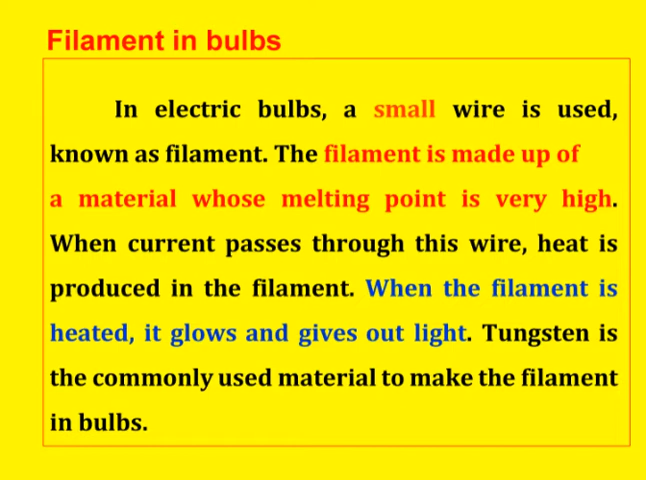 Filament in bulbs
In electric bulbs, a small wire is used,
known as filament. The filament is made up of
a material whose melting point is very high.
When current passes through this wire, heat is
produced in the filament. When the filament is
heated, it glows and gives out light. Tungsten is
the commonly used material to make the filament
in bulbs.